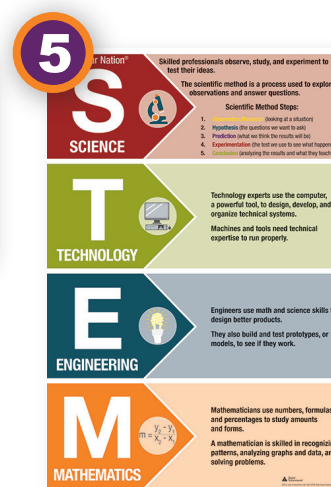 5
r Nation®
Skilled professionals observe, study, and experiment to
test their ideas.
The scientific method is a process used to explor
observations and answer questions.
Scientific Method Steps:
1. (looking at a situation)
2. Hypothesis (the questions we want to ask)
3. Prediction (what we think the results will be)
4. Experimentation (the test we use to see what happen
5. Conclusion (analyzing the results and what they teach
S
SCIENCE
Technology experts use the computer,
a powerful tool, to design, develop, and
organize technical systems.
Machines and tools need technical
expertise to run properly.
T
TECHNOLOGY
Engineers use math and science skills t
design better products.
They also build and test prototypes, or
models, to see if they work.
E
ENGINEERING
Mathematicians use numbers, formulas
and percentages to study amounts
and forms.
A mathematician is skilled in recognizin
patterns, analyzing graphs and data, an
solving problems.
M
m = y₂ - y₁ / x₂ - x₁
MATHEMATICS